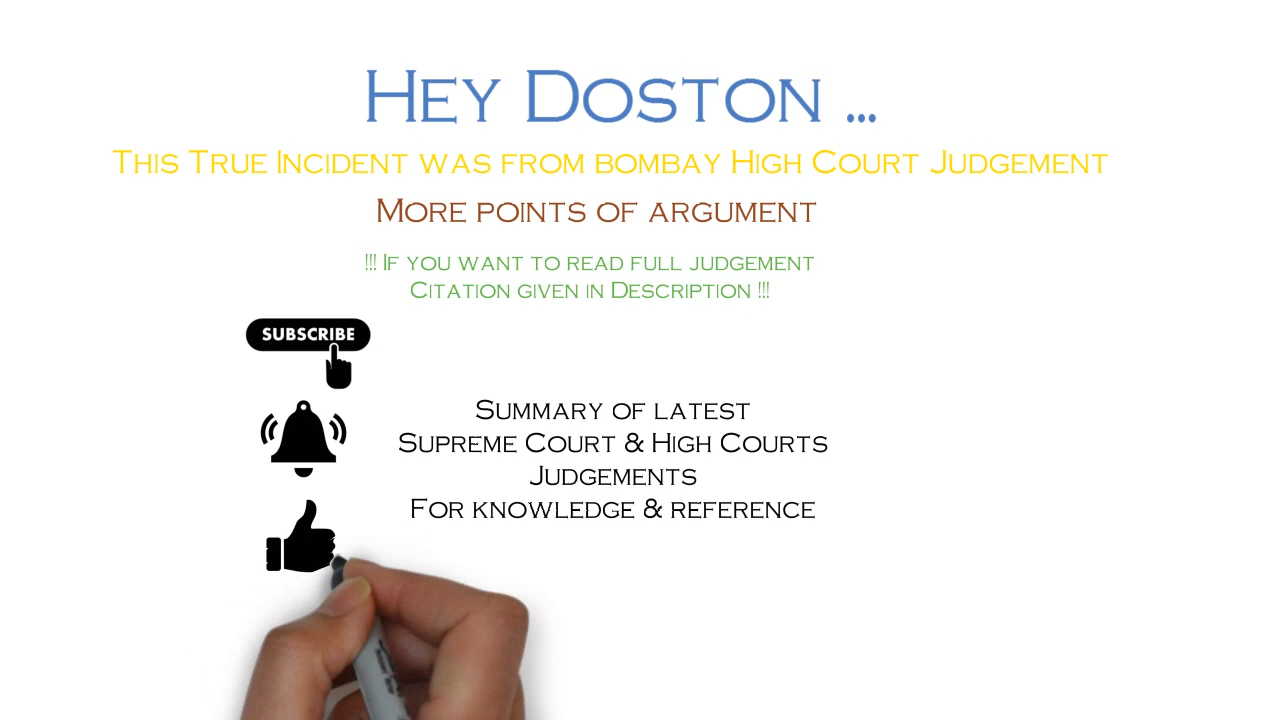 Hey Doston ...
This True Incident was from bombay High Court Judgement
More points of argument
!!! If you want to read full judgement
Citation given in Description !!!
SUBSCRIBE
Summary of latest
Supreme Court & High Courts
Judgements
For knowledge & reference